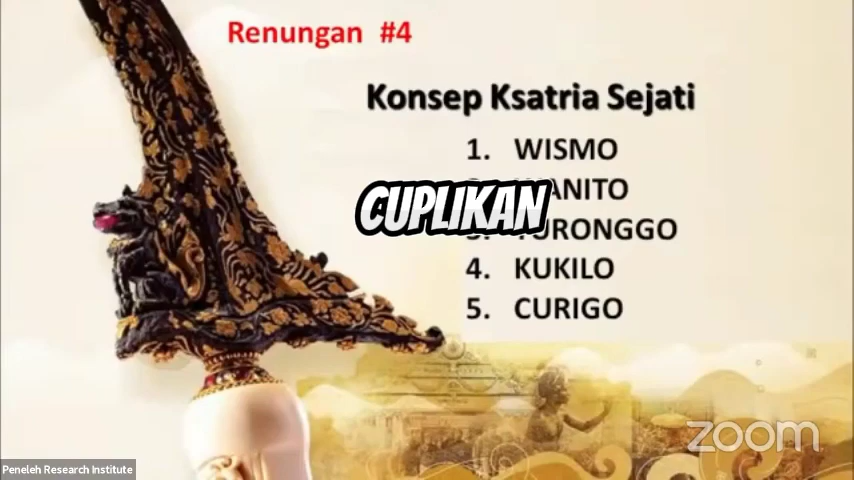 Renungan #4
Konsep Ksatria Sejati
1. WISMO
CUPLIKAN
4. KUKILO
5. CURIGO
zoom
Peneleh Research Institute